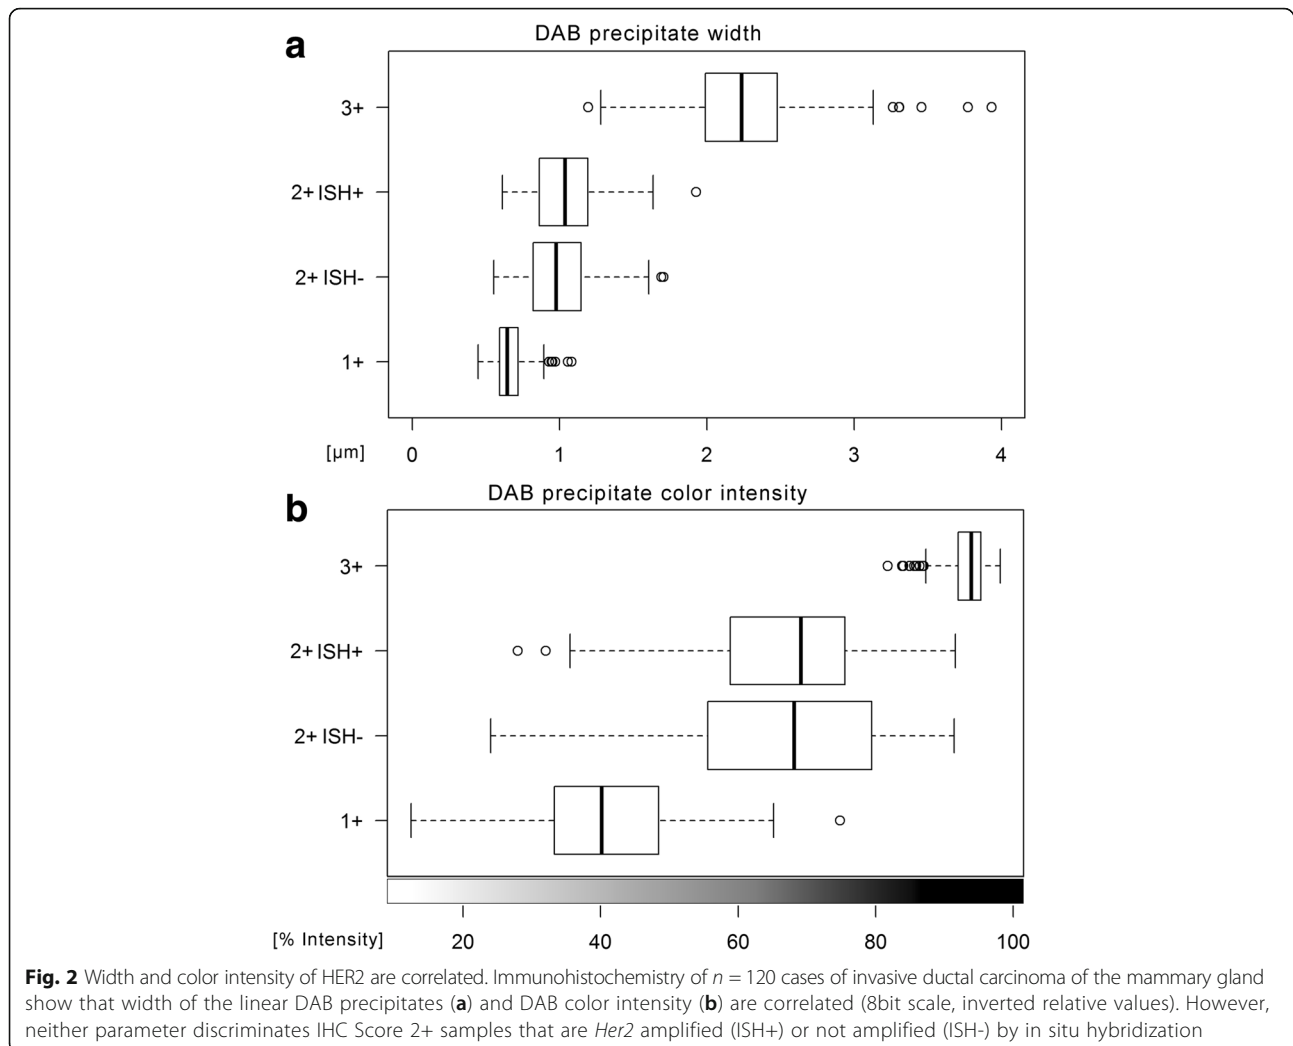 a
DAB precipitate width
3+
2+ ISH+
2+ ISH-
1+
[µm] 0 1 2 3 4
b
DAB precipitate color intensity
3+
2+ ISH+
2+ ISH-
1+
[% Intensity] 20 40 60 80 100
Fig. 2 Width and color intensity of HER2 are correlated. Immunohistochemistry of n = 120 cases of invasive ductal carcinoma of the mammary gland
show that width of the linear DAB precipitates (a) and DAB color intensity (b) are correlated (8bit scale, inverted relative values). However,
neither parameter discriminates IHC Score 2+ samples that are Her2 amplified (ISH+) or not amplified (ISH-) by in situ hybridization